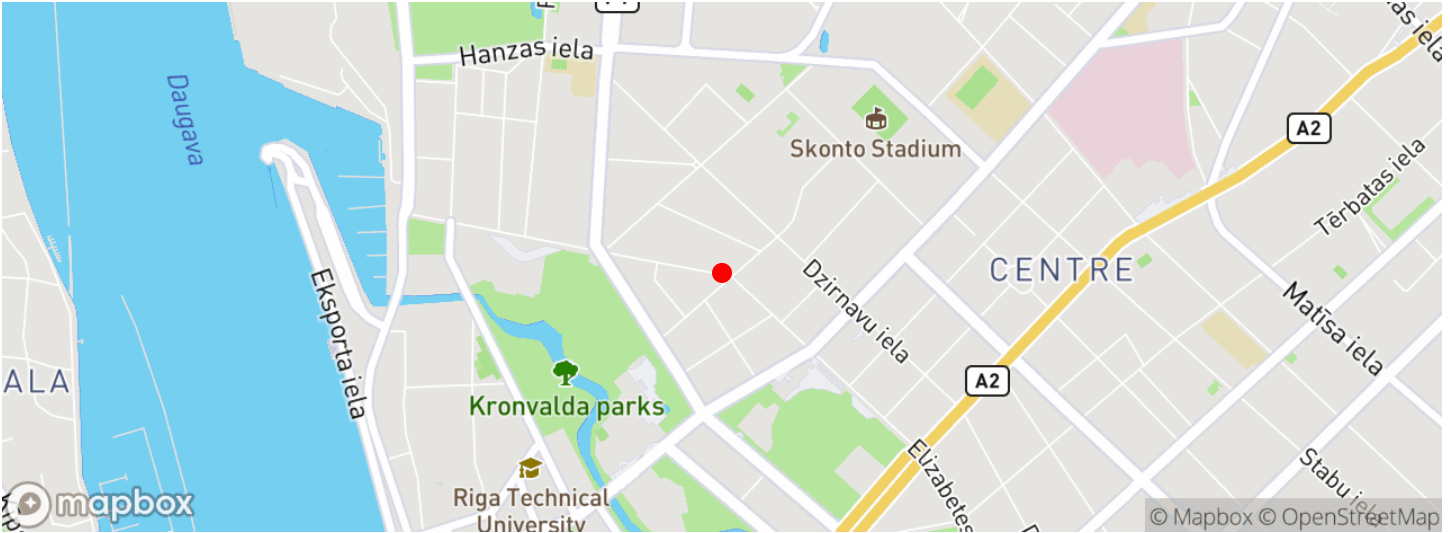 Hanzas iela
Daugava
Skonto Stadium
A2
Tērbatas iela
CENTRE
Dzirnavu iela
Matīsa iela
Eksporta iela
ALA
A2
Kronvalda parks
Elizabetes
Stabu iela
Riga Technical
University
mapbox
© Mapbox © OpenStreetMap